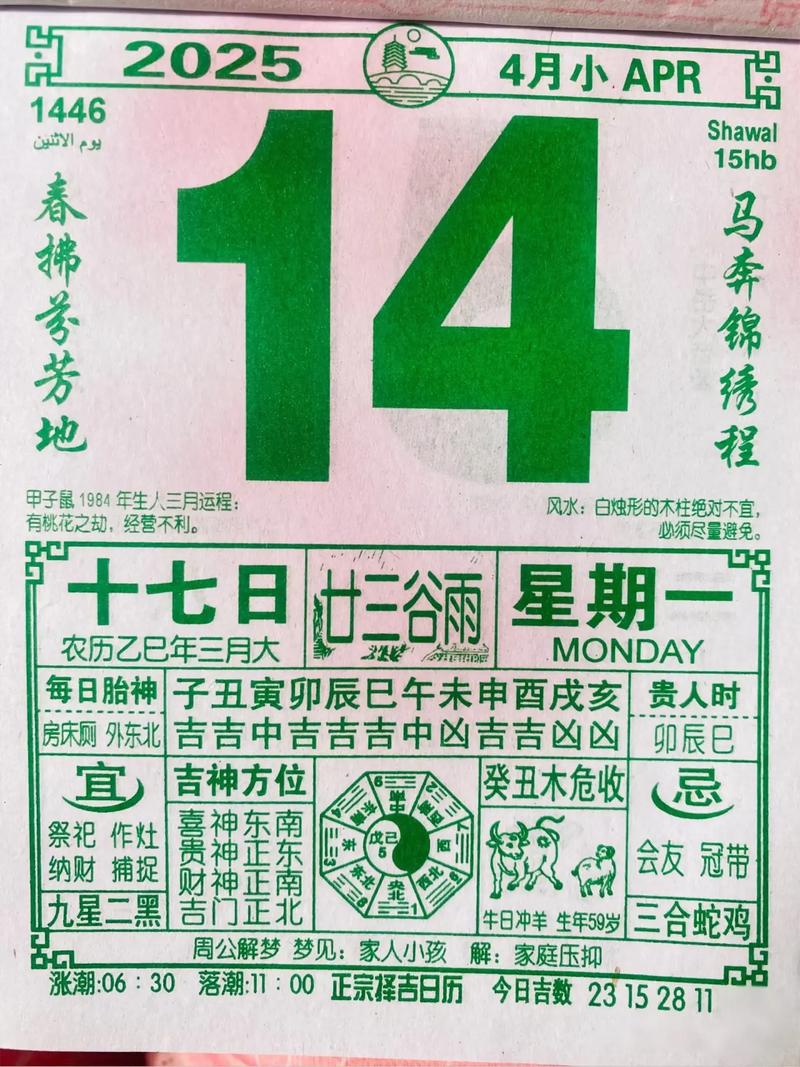 2025
4月小 APR
1446
يوم الاثنين
Shawal
15hb
14
春拂芬芳地
马奔锦绣程
甲子鼠 1984 年生人三月运程：
有桃花之劫，经营不利。
风水：白烛形的木柱绝对不宜，
必须尽量避免。
十七日
农历乙巳年三月大
廿三谷雨
星期一
MONDAY
每日胎神
房床厕 外东北
子丑寅卯辰巳午未申酉戌亥
吉吉中吉吉吉中凶吉吉凶凶
贵人时
卯辰巳
宜
祭祀 作灶
纳财 捕捉
九星二黑
吉神方位
喜神东南
贵神正东
财神正南
吉门正北
戊己
5
东
东北
西北
北
1
6
癸丑木危收
牛日冲羊 生年59岁
忌
会友 冠带
三合蛇鸡
周公解梦 梦见：家人小孩 解：家庭压抑
涨潮:06：30 落潮:11：00 正宗择吉日历 今日吉数 23 15 28 11